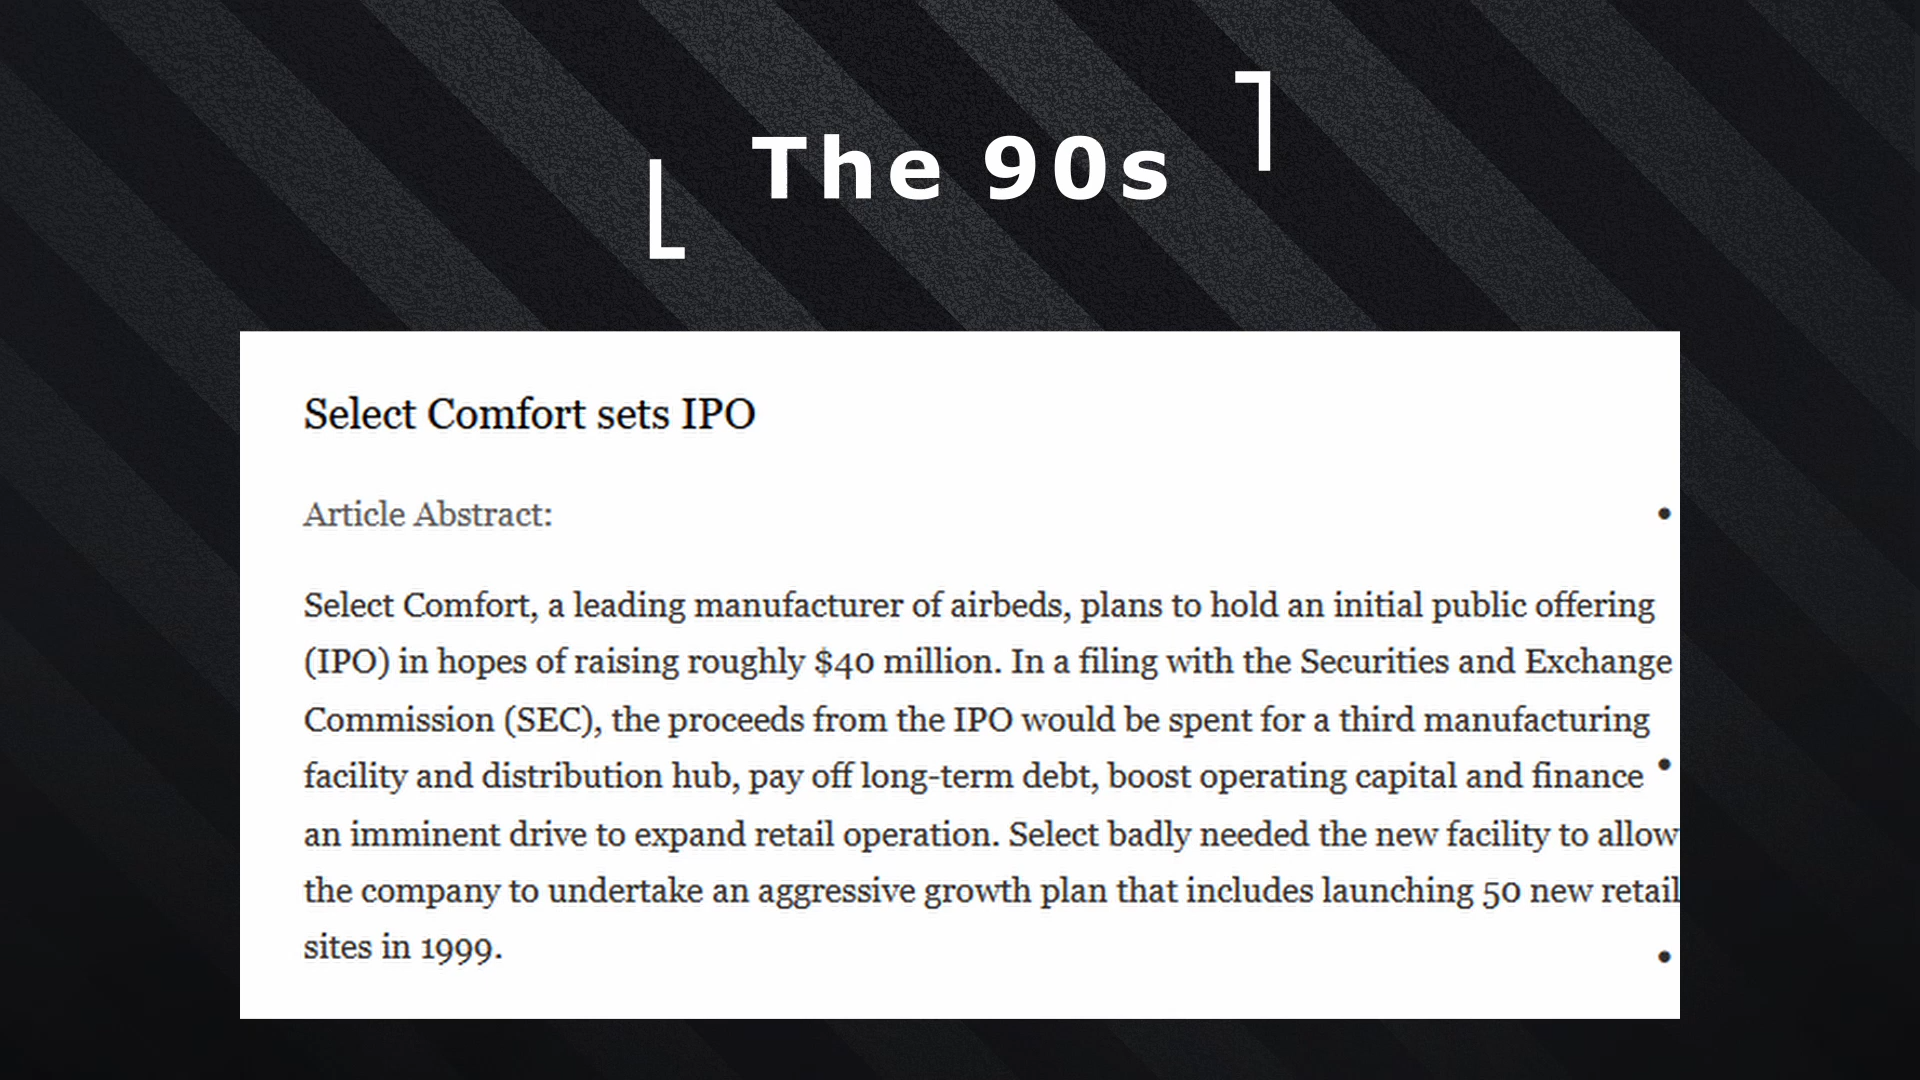 The 90s
Select Comfort sets IPO
Article Abstract:
Select Comfort, a leading manufacturer of airbeds, plans to hold an initial public offering
(IPO) in hopes of raising roughly $40 million. In a filing with the Securities and Exchange
Commission (SEC), the proceeds from the IPO would be spent for a third manufacturing
facility and distribution hub, pay off long-term debt, boost operating capital and finance
an imminent drive to expand retail operation. Select badly needed the new facility to allow
the company to undertake an aggressive growth plan that includes launching 50 new retail
sites in 1999.